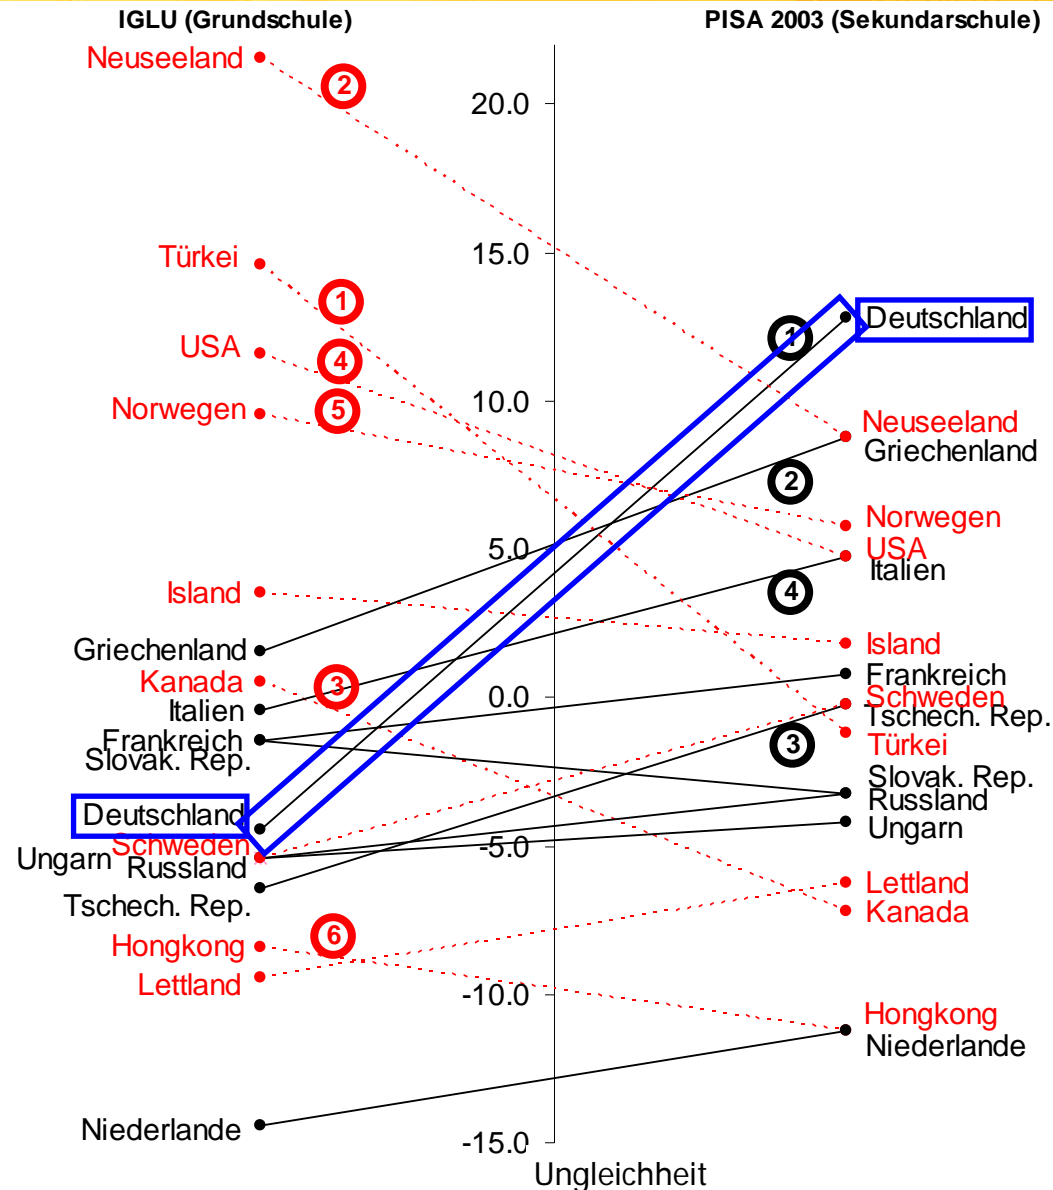 IGLU (Grundschule) PISA 2003 (Sekundarschule)
Neuseeland
2
20.0
Türkei
15.0
1
Deutschland
1
USA
4
Norwegen
5
10.0
Neuseeland
Griechenland
2
Norwegen
5.0
USA
Italien
Island
4
Griechenland
Island
Kanada
3
Frankreich
Italien
0.0
Schweden
Tschech. Rep.
Frankreich
Slovak. Rep.
3
Türkei
Slovak. Rep.
Russland
Deutschland
Ungarn
Schweden
Ungarn
Russland
-5.0
Lettland
Tschech. Rep.
Kanada
Hongkong
6
Lettland
-10.0
Hongkong
Niederlande
Niederlande
-15.0
Ungleichheit